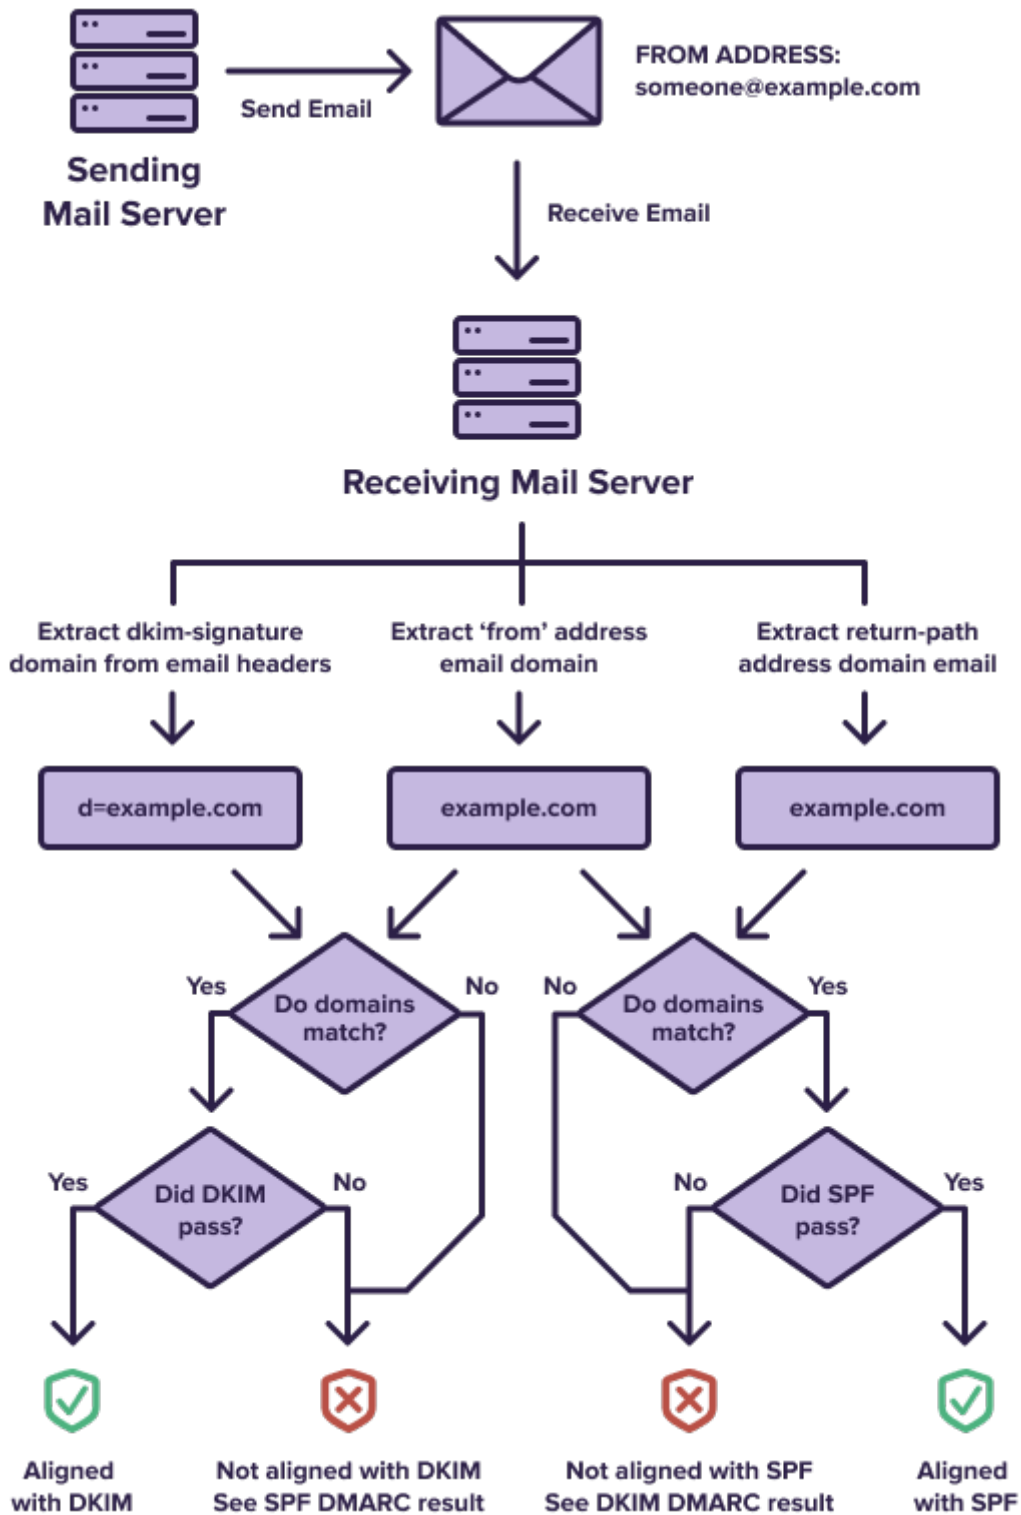 FROM ADDRESS:
someone@example.com
Send Email
Sending
Mail Server
Receive Email
Receiving Mail Server
Extract dkim-signature
domain from email headers
Extract ‘from’ address
email domain
Extract return-path
address domain email
d=example.com
example.com
example.com
Yes
Do domains
match?
No
No
Do domains
match?
Yes
Yes
Did DKIM
pass?
No
No
Did SPF
pass?
Yes
Aligned
with DKIM
Not aligned with DKIM
See SPF DMARC result
Not aligned with SPF
See DKIM DMARC result
Aligned
with SPF